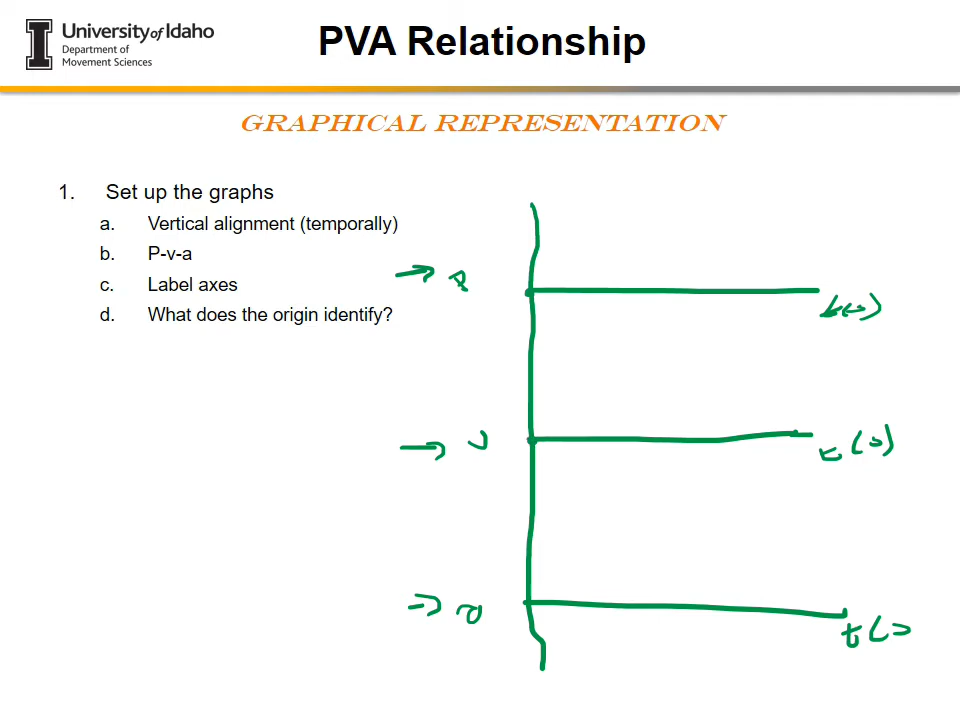 University of Idaho
Department of
Movement Sciences
PVA Relationship
GRAPHICAL REPRESENTATION
1. Set up the graphs
a. Vertical alignment (temporally)
b. P-v-a
c. Label axes
d. What does the origin identify?
v